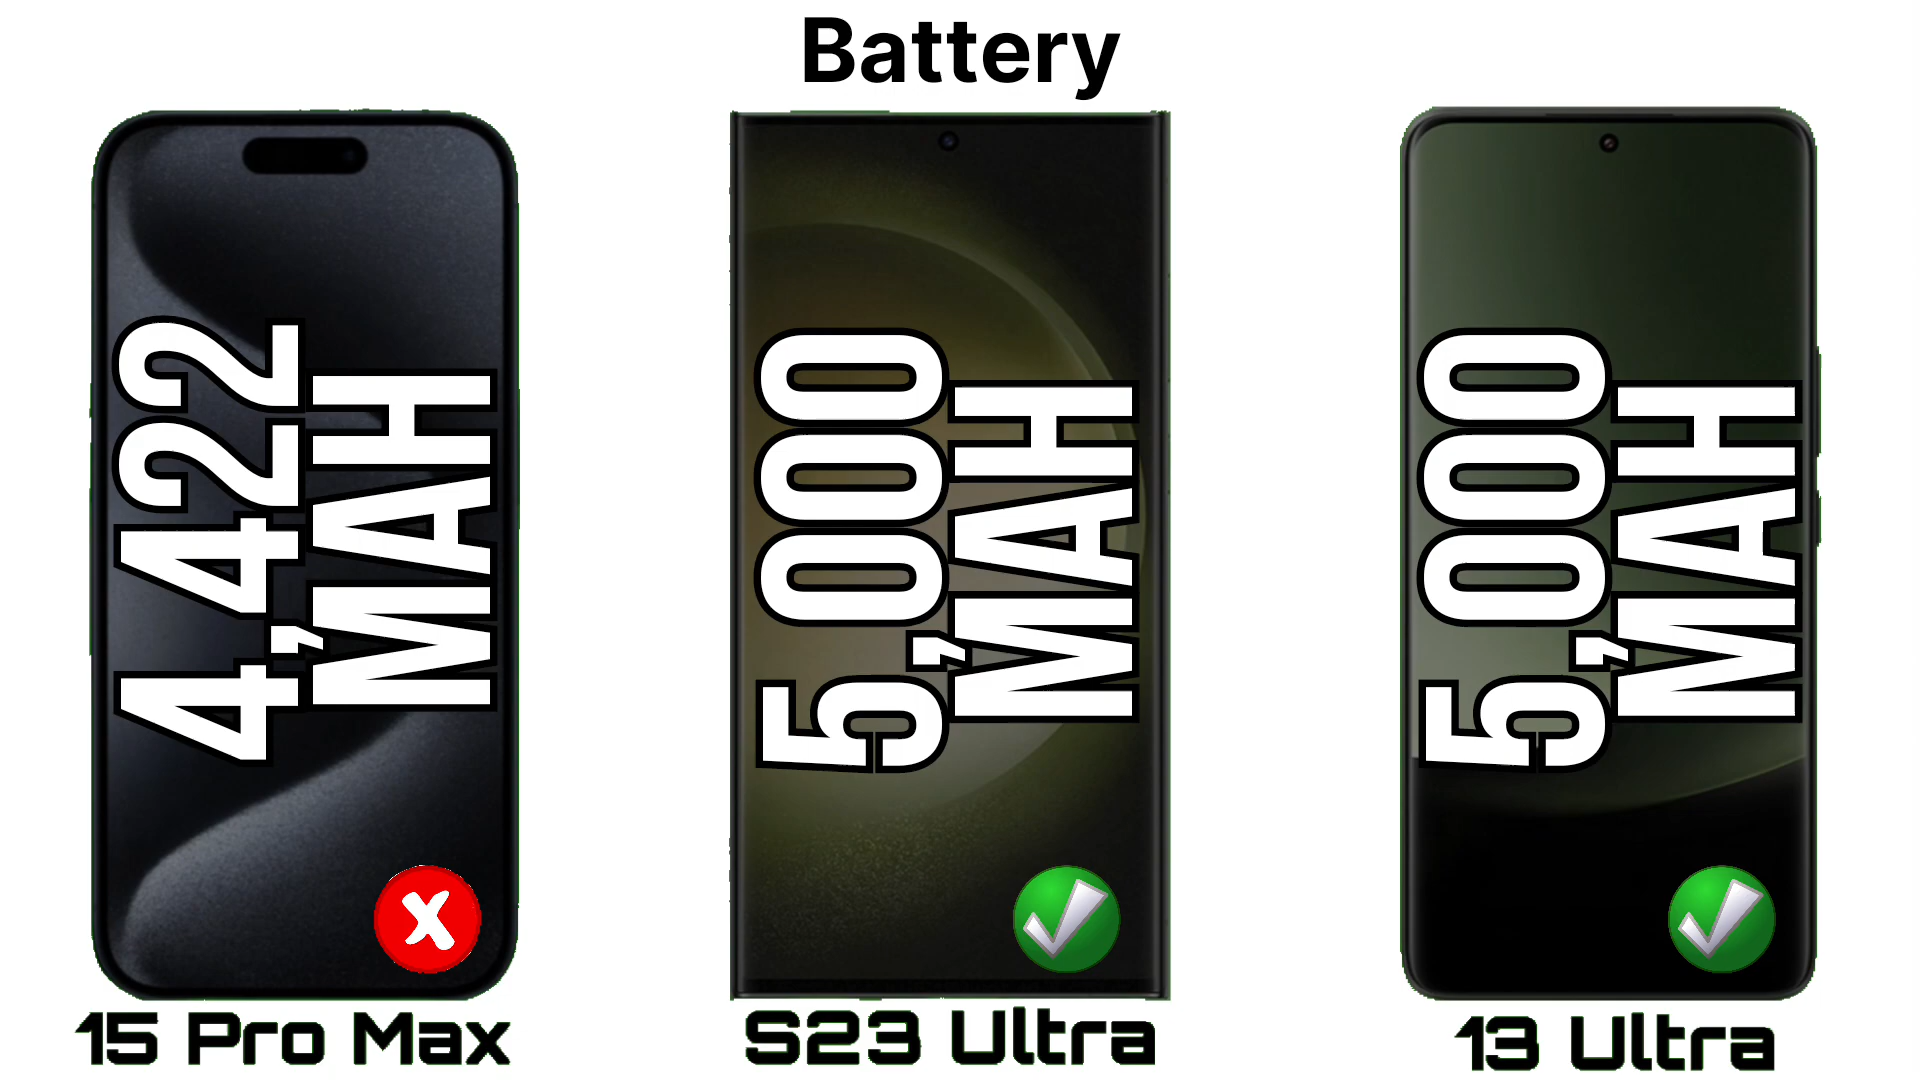 Battery
4,422
MAH
5,000
MAH
5,000
MAH
15 Pro Max
S23 Ultra
13 Ultra